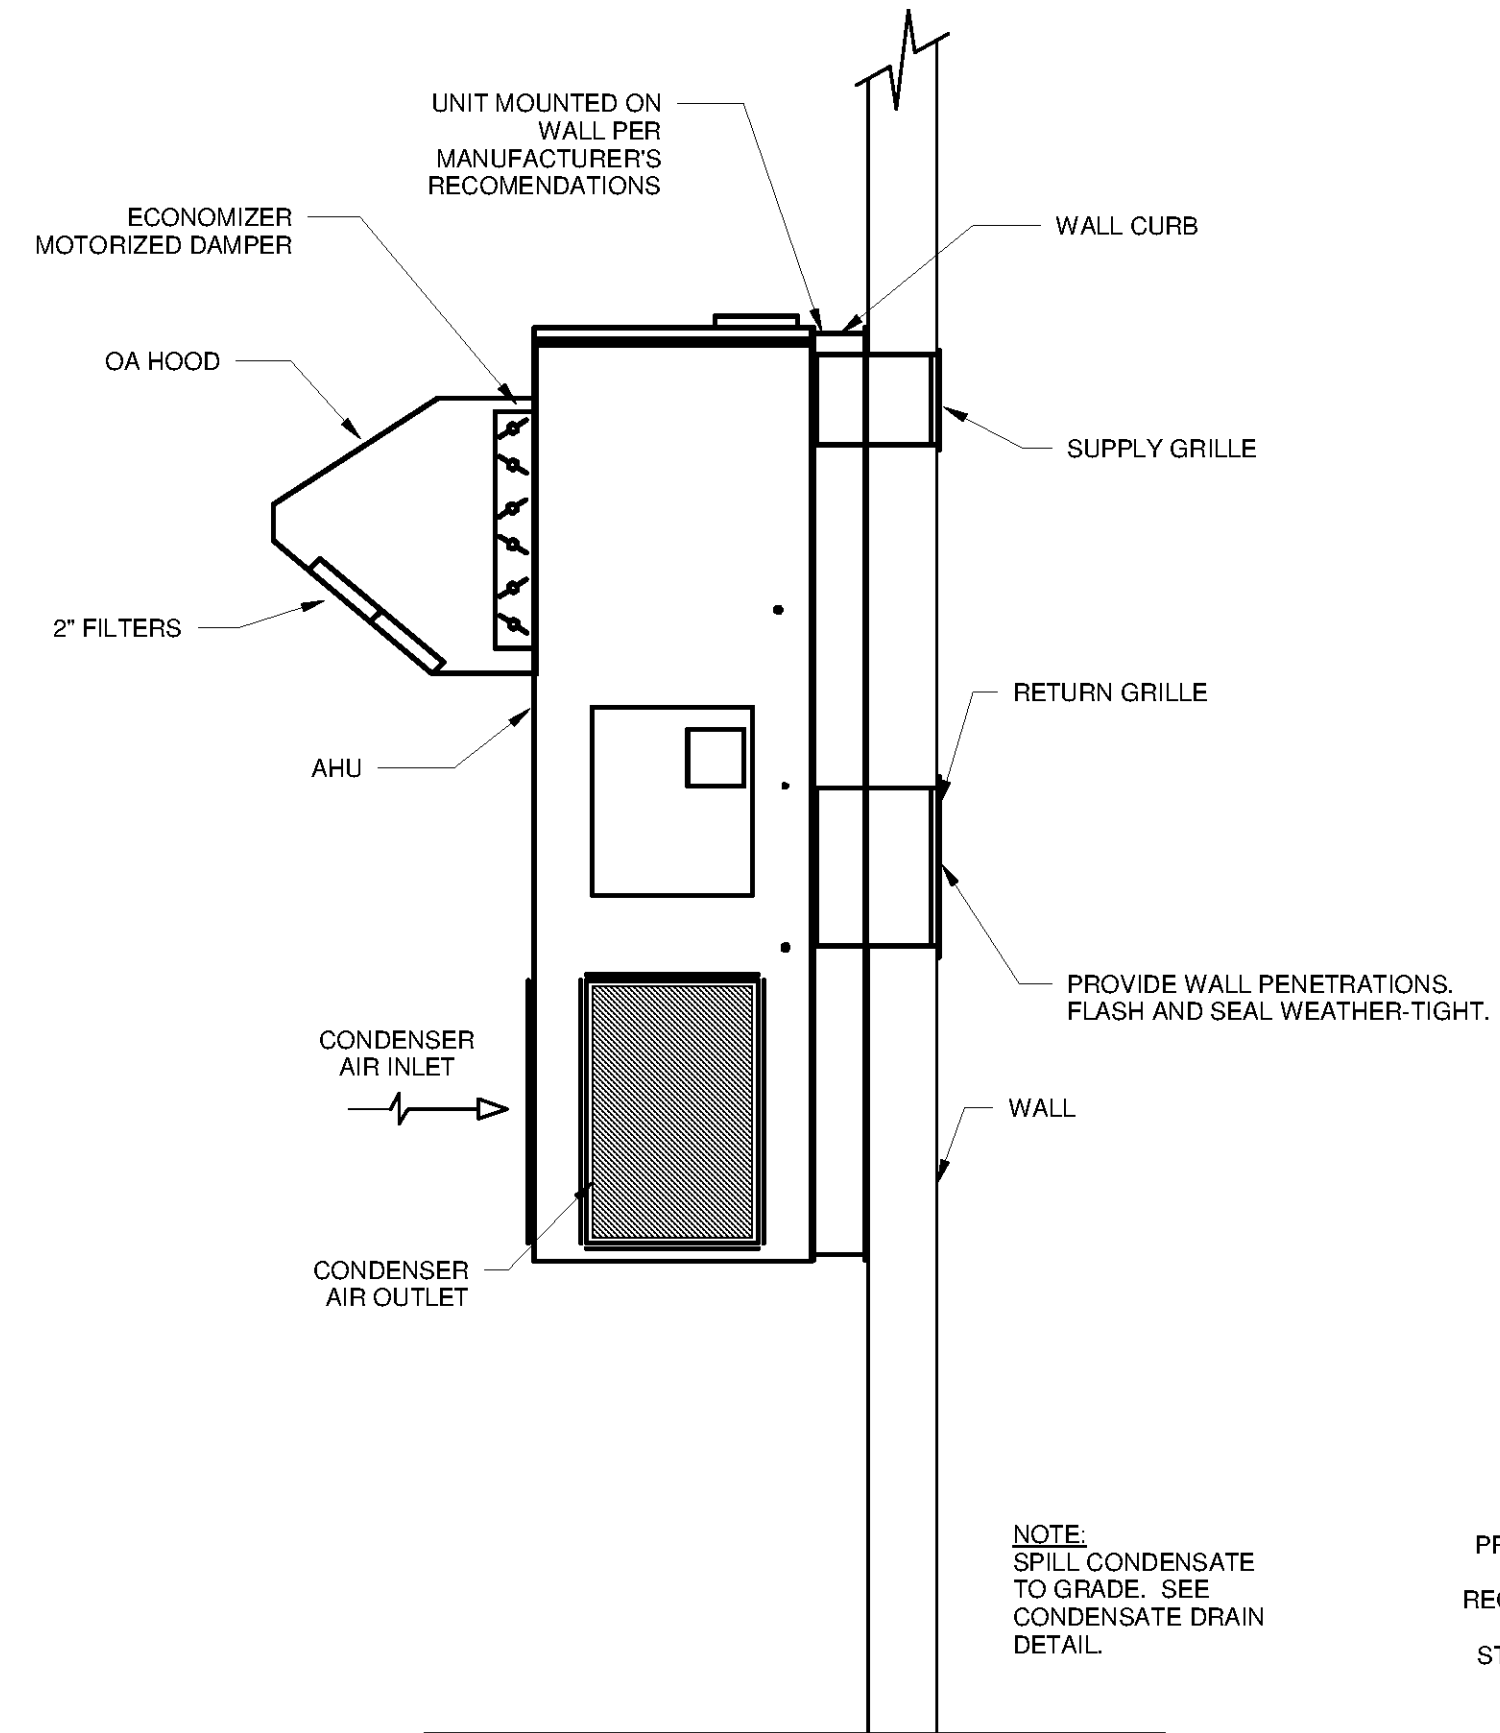 UNIT MOUNTED ON
WALL PER
MANUFACTURER'S
RECOMENDATIONS
ECONOMIZER
MOTORIZED DAMPER
WALL CURB
OA HOOD
SUPPLY GRILLE
2" FILTERS
RETURN GRILLE
AHU
PROVIDE WALL PENETRATIONS.
FLASH AND SEAL WEATHER-TIGHT.
CONDENSER
AIR INLET
WALL
CONDENSER
AIR OUTLET
NOTE:
SPILL CONDENSATE
TO GRADE.  SEE
CONDENSATE DRAIN
DETAIL.